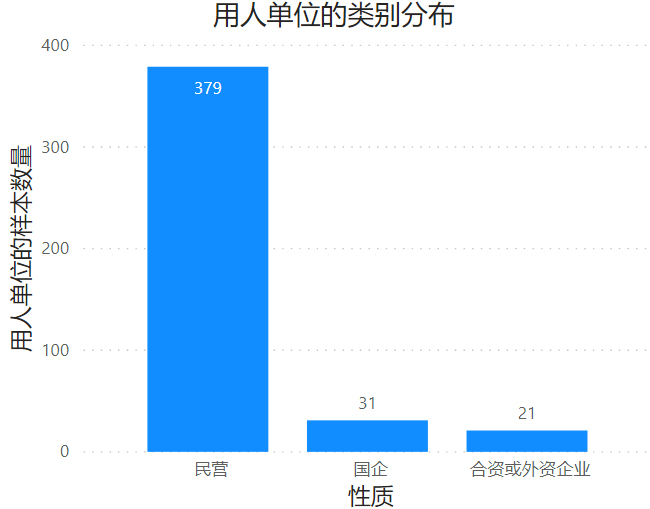 用人单位的类别分布
用人单位的样本数量
400
300
200
100
0
379
31
21
民营
国企
合资或外资企业
性质